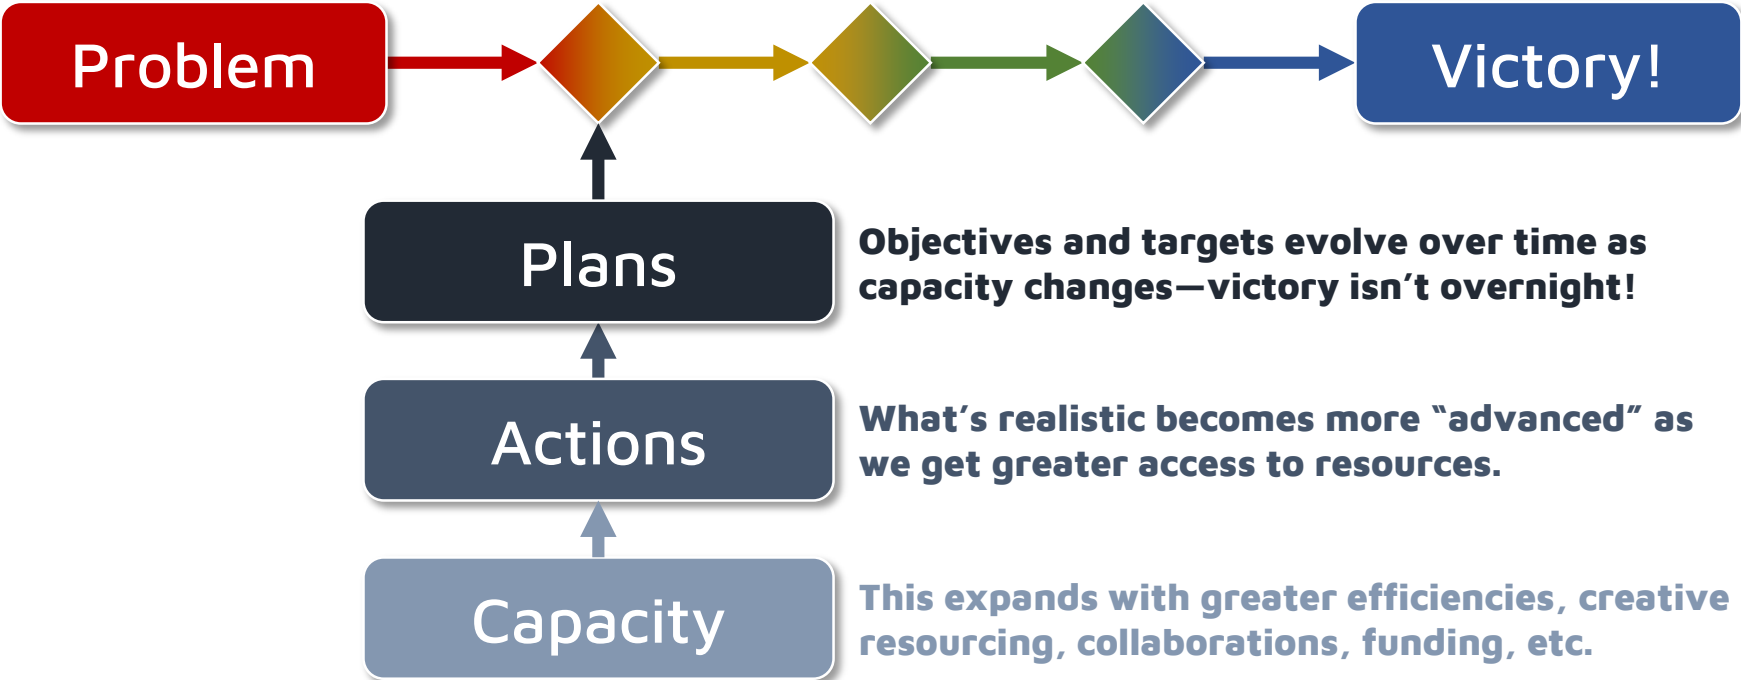 Problem
Victory!
Plans
Objectives and targets evolve over time as
capacity changes—victory isn’t overnight!
Actions
What’s realistic becomes more “advanced” as
we get greater access to resources.
Capacity
This expands with greater efficiencies, creative
resourcing, collaborations, funding, etc.